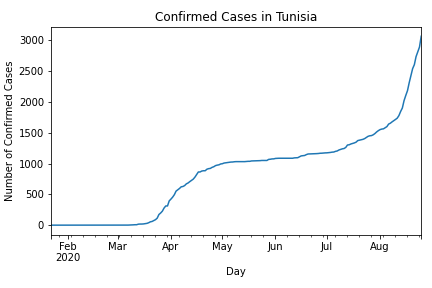 Confirmed Cases in Tunisia
Number of Confirmed Cases
3000
2500
2000
1500
1000
500
0
Feb Mar Apr May Jun Jul Aug
2020
Day